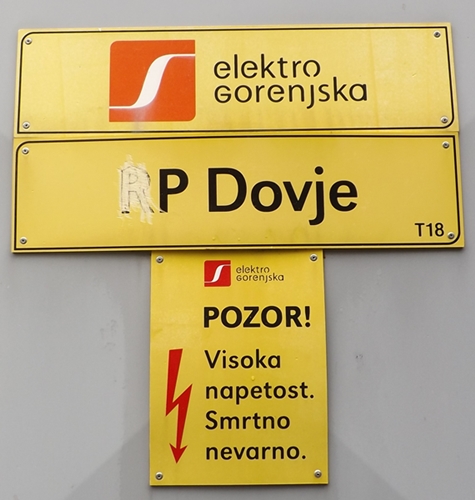 elektro
Gorenjska
RP Dovje
T18
elektro
Gorenjska
POZOR!
Visoka
napetost.
Smrtno
nevarno.